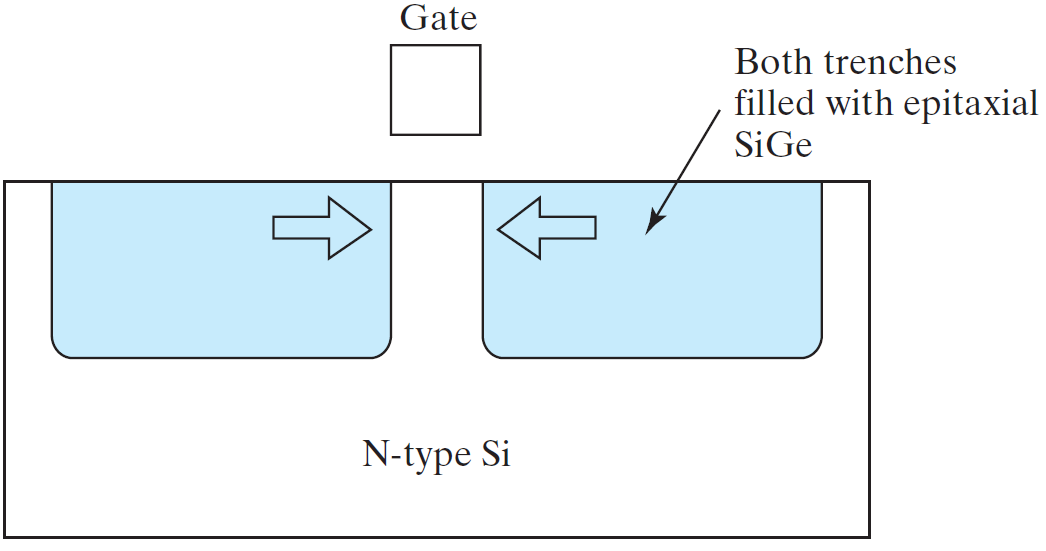 Gate
Both trenches
filled with epitaxial
SiGe
N-type Si